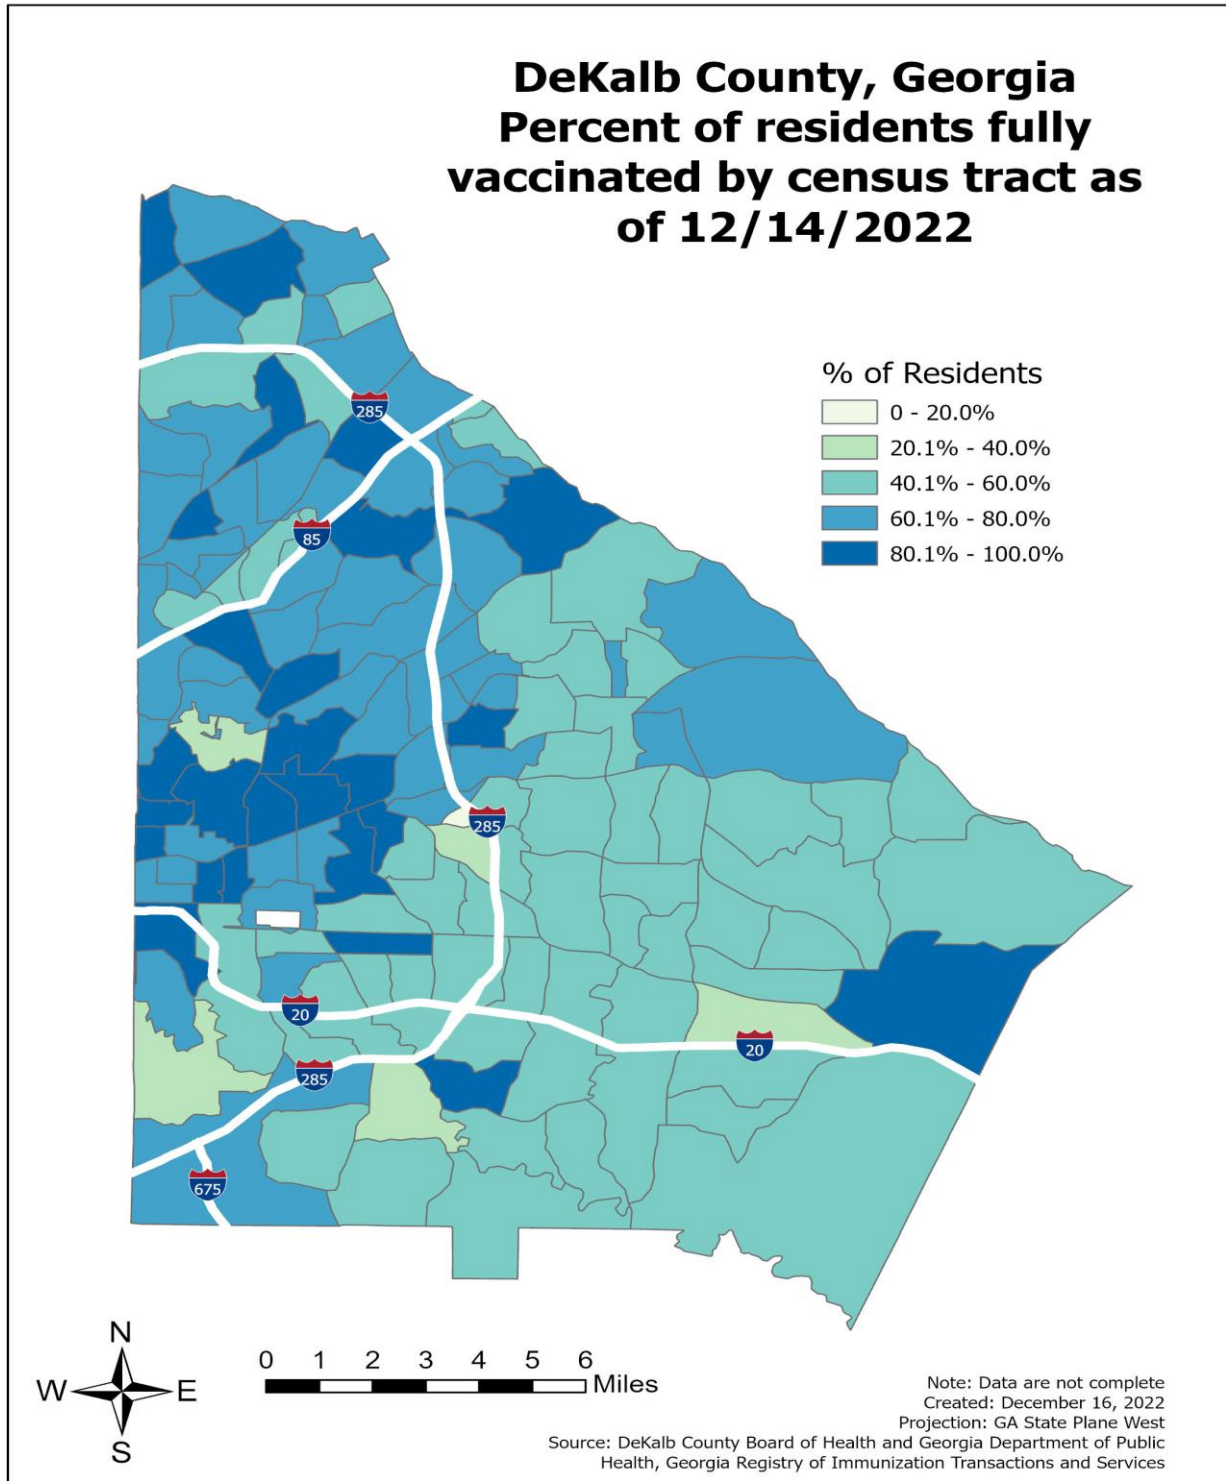 DeKalb County, Georgia
Percent of residents fully
vaccinated by census tract as
of 12/14/2022
% of Residents
0 - 20.0%
20.1% - 40.0%
40.1% - 60.0%
60.1% - 80.0%
80.1% - 100.0%
285
85
285
20
20
285
675
N
W
E
S
0 1 2 3 4 5 6
Miles
Note: Data are not complete
Created: December 16, 2022
Projection: GA State Plane West
Source: DeKalb County Board of Health and Georgia Department of Public
Health, Georgia Registry of Immunization Transactions and Services